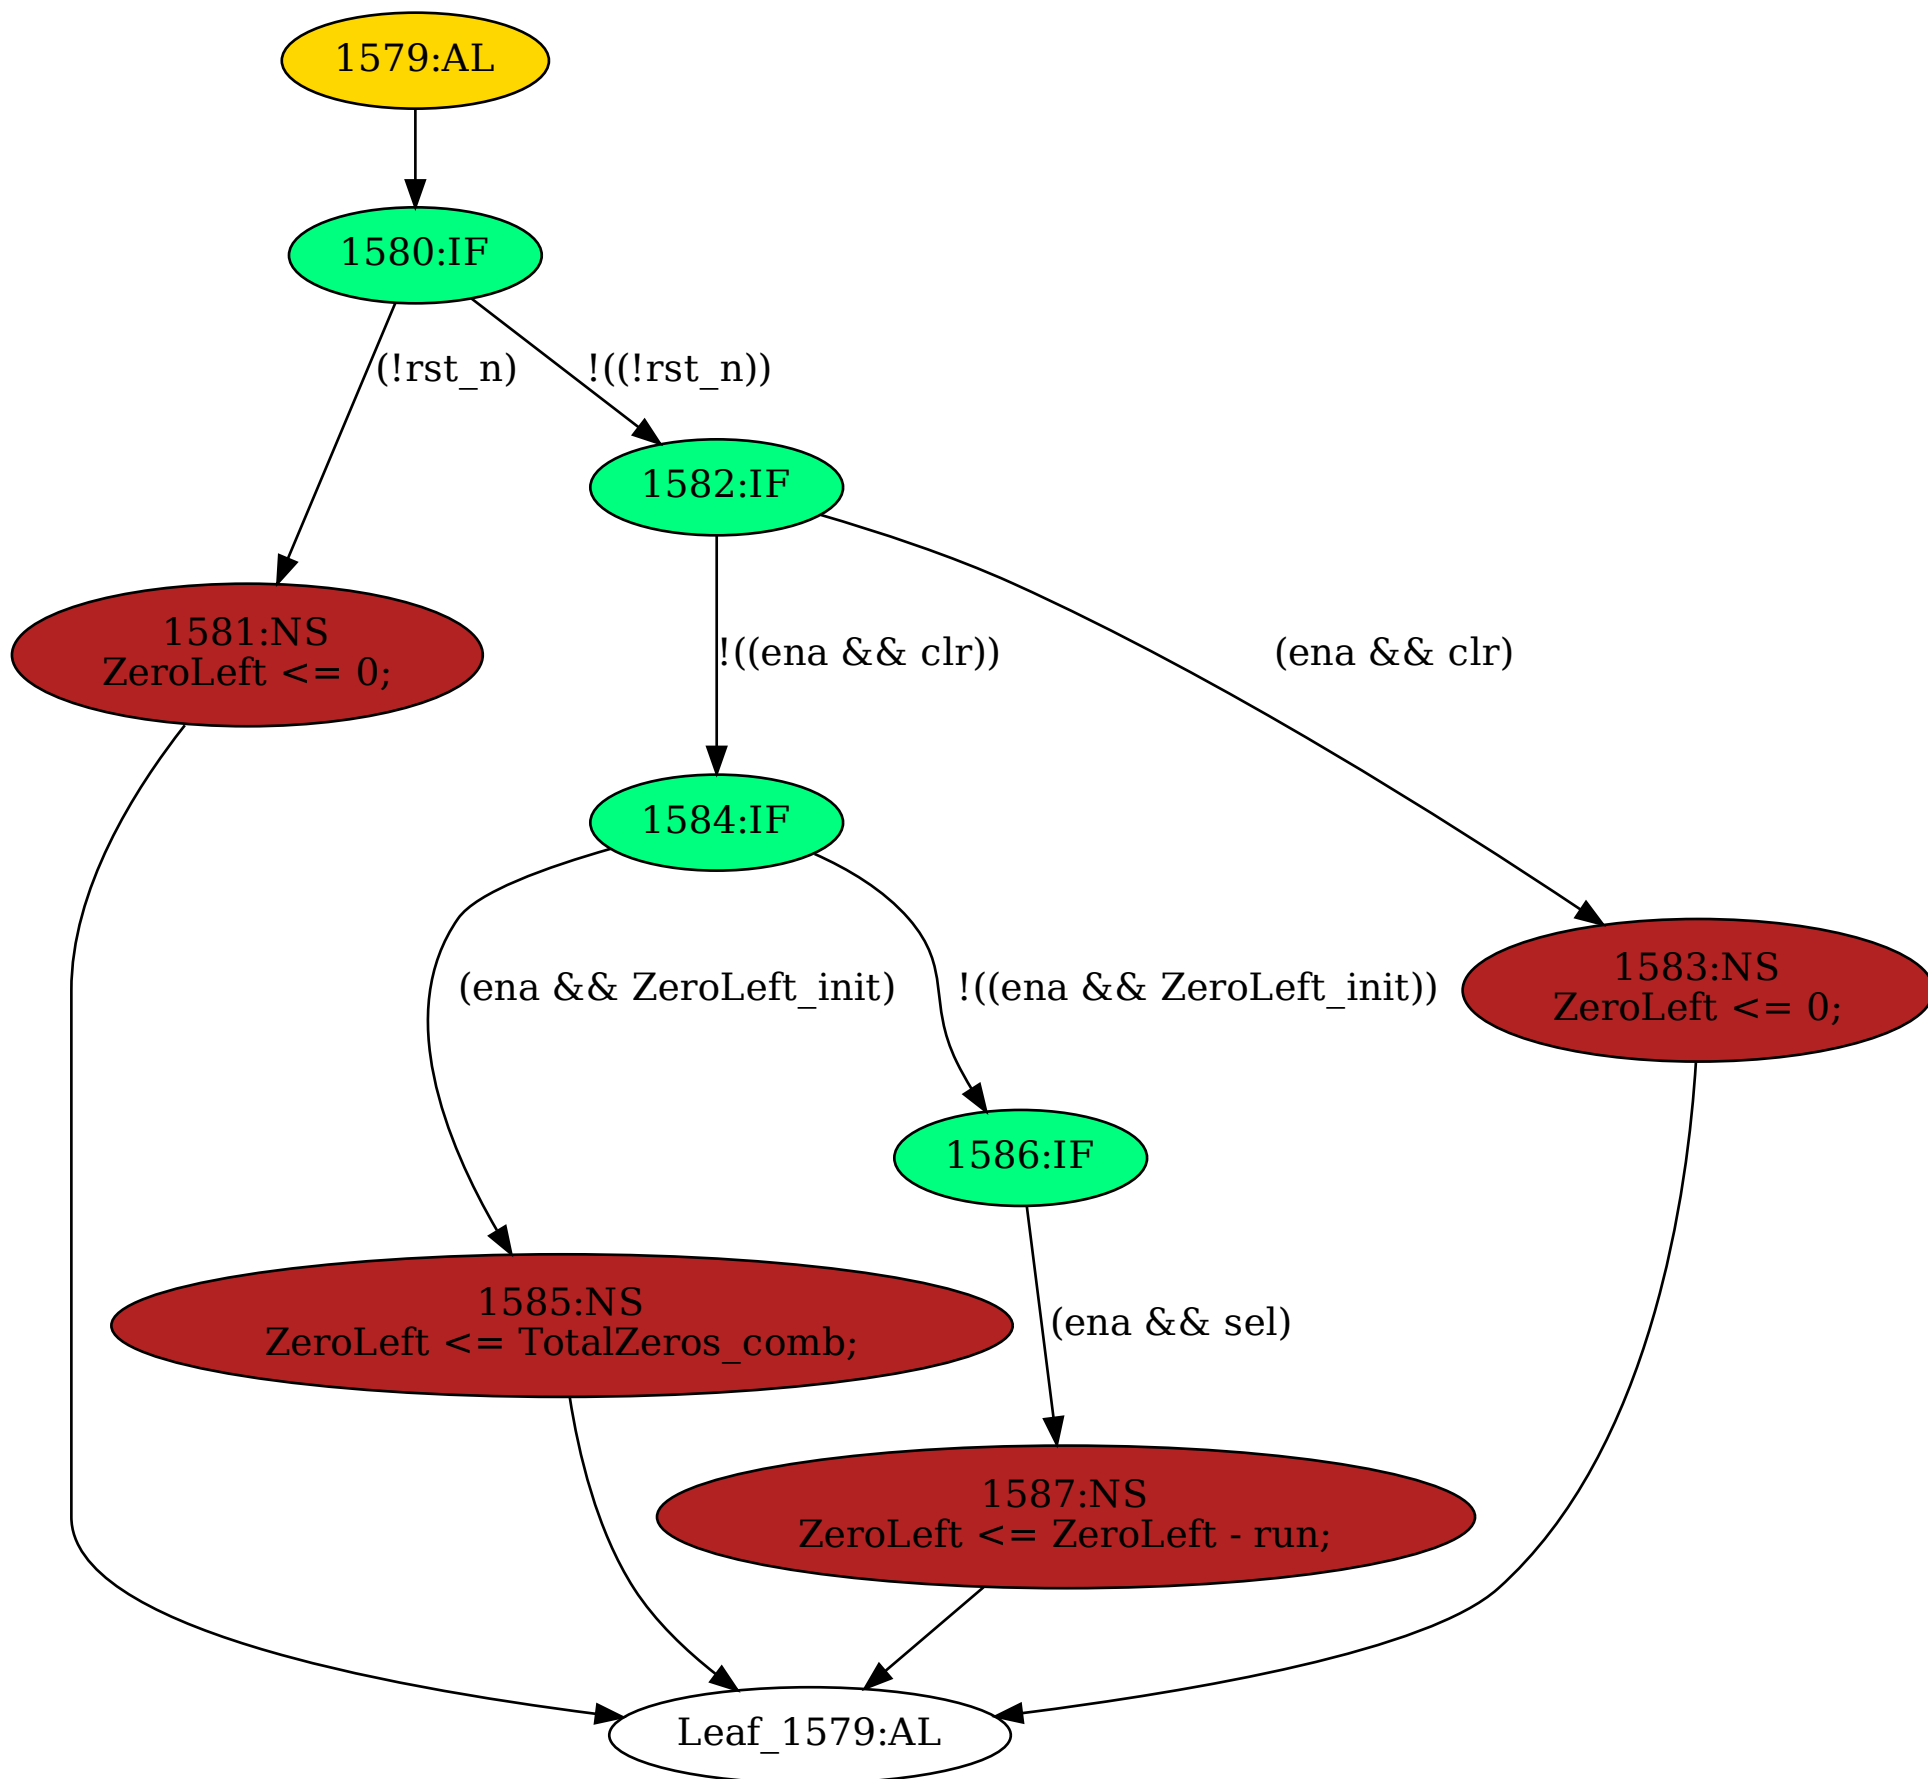 1579:AL
1580:IF
(!rst_n)
!((!rst_n))
1582:IF
1581:NS
ZeroLeft <= 0;
!((ena && clr))
(ena && clr)
1584:IF
(ena && ZeroLeft_init)
!((ena && ZeroLeft_init))
1583:NS
ZeroLeft <= 0;
1586:IF
1585:NS
ZeroLeft <= TotalZeros_comb;
(ena && sel)
1587:NS
ZeroLeft <= ZeroLeft - run;
Leaf_1579:AL